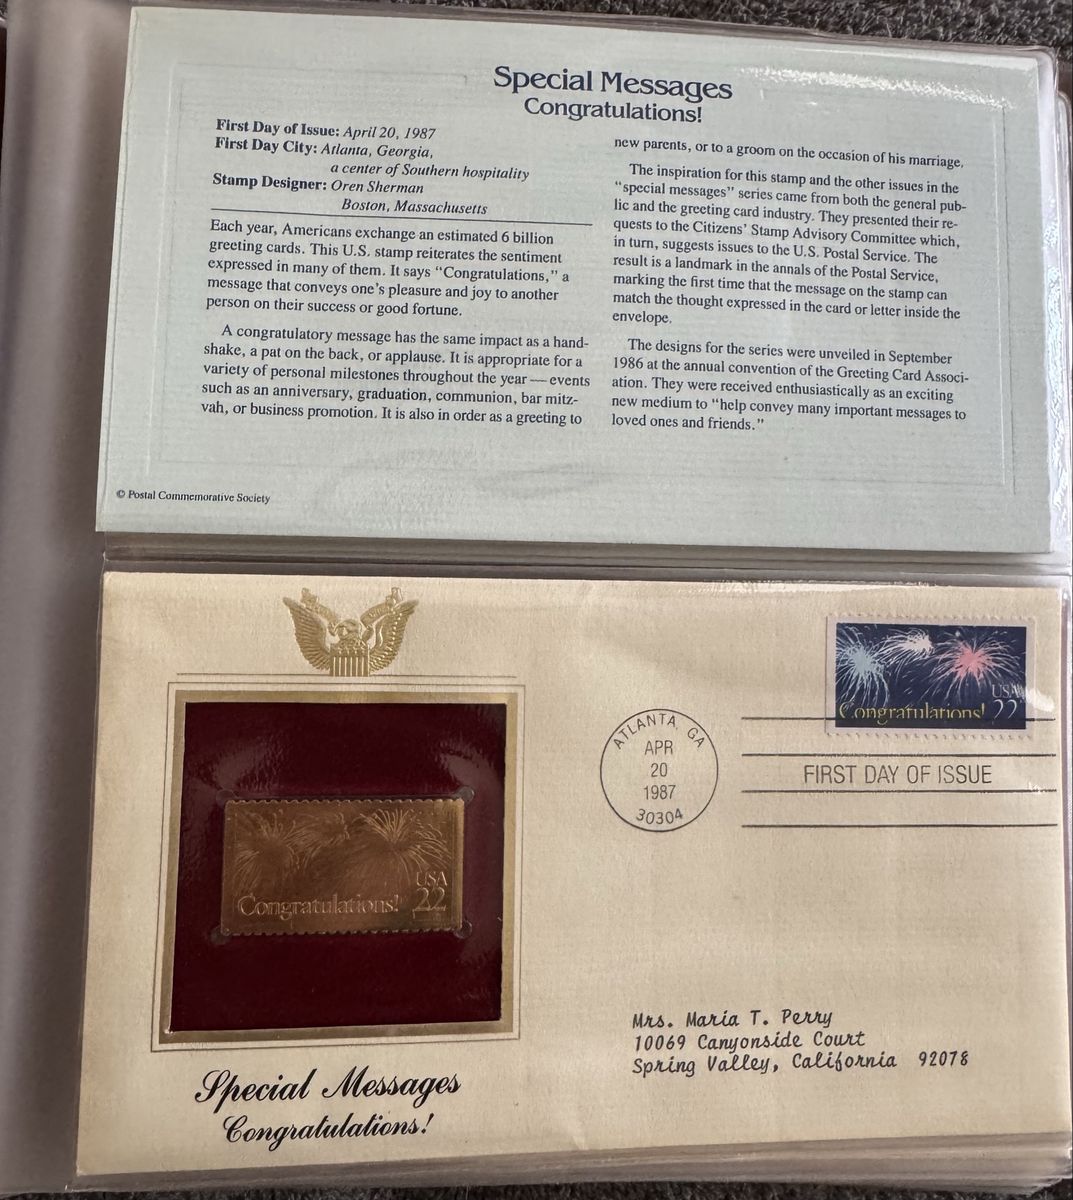 Special Messages
Congratulations!
First Day of Issue: April 20, 1987
First Day City: Atlanta, Georgia,
a center of Southern hospitality
Stamp Designer: Oren Sherman
Boston, Massachusetts
Each year, Americans exchange an estimated 6 billion
greeting cards. This U.S. stamp reiterates the sentiment
expressed in many of them. It says “Congratulations,” a
message that conveys one’s pleasure and joy to another
person on their success or good fortune.
A congratulatory message has the same impact as a hand-
shake, a pat on the back, or applause. It is appropriate for a
variety of personal milestones throughout the year — events
such as an anniversary, graduation, communion, bar mitz-
vah, or business promotion. It is also in order as a greeting to
new parents, or to a groom on the occasion of his marriage.
The inspiration for this stamp and the other issues in the
“special messages” series came from both the general pub-
lic and the greeting card industry. They presented their re-
quests to the Citizens’ Stamp Advisory Committee which,
in turn, suggests issues to the U.S. Postal Service. The
result is a landmark in the annals of the Postal Service,
marking the first time that the message on the stamp can
match the thought expressed in the card or letter inside the
envelope.
The designs for the series were unveiled in September
1986 at the annual convention of the Greeting Card Associ-
ation. They were received enthusiastically as an exciting
new medium to “help convey many important messages to
loved ones and friends.”
© Postal Commemorative Society
USA
Congratulations! 22
ATLANTA, GA
APR
20
1987
30304
FIRST DAY OF ISSUE
USA
Congratulations! 22
Mrs. Maria T. Perry
10069 Canyonside Court
Spring Valley, California 92078
Special Messages
Congratulations!